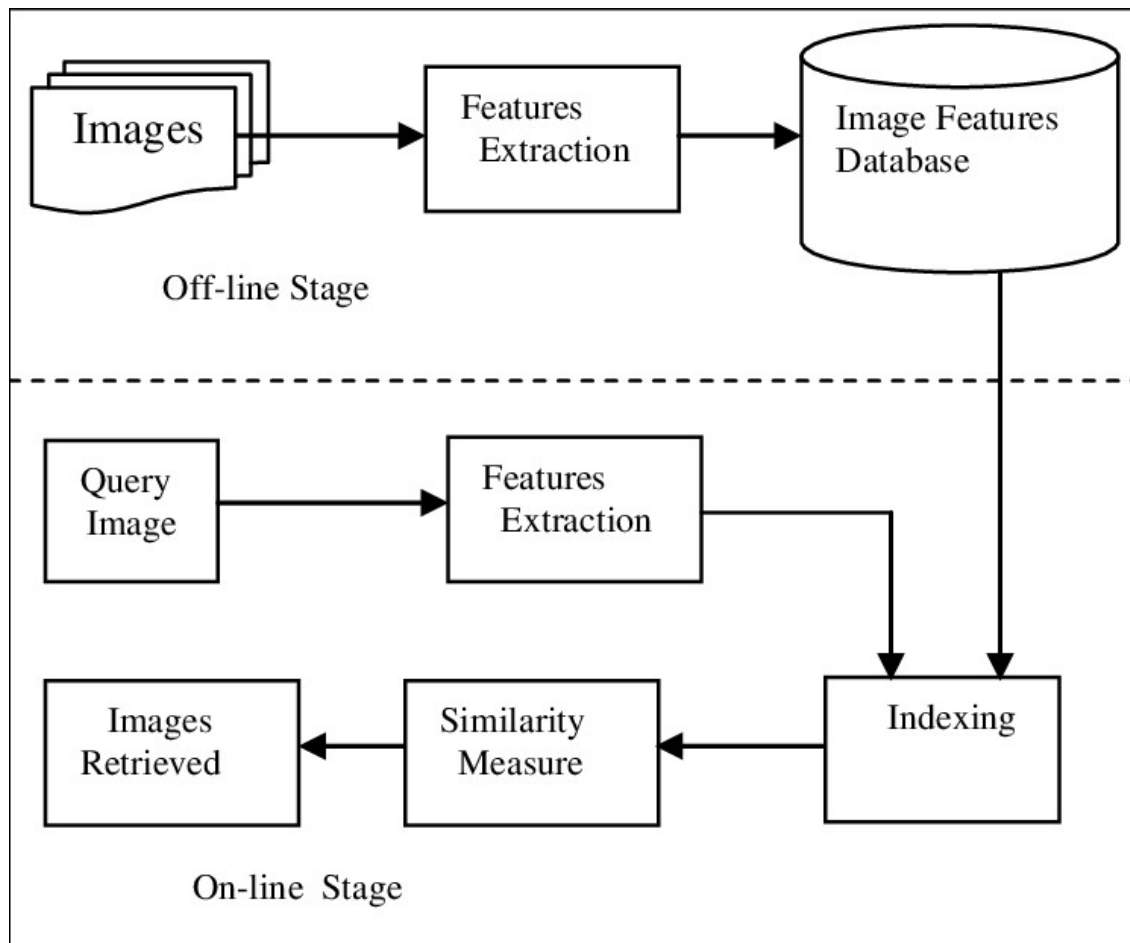 Images
Features
Extraction
Image Features
Database
Off-line Stage
Query
Image
Features
Extraction
Images
Retrieved
Similarity
Measure
Indexing
On-line Stage